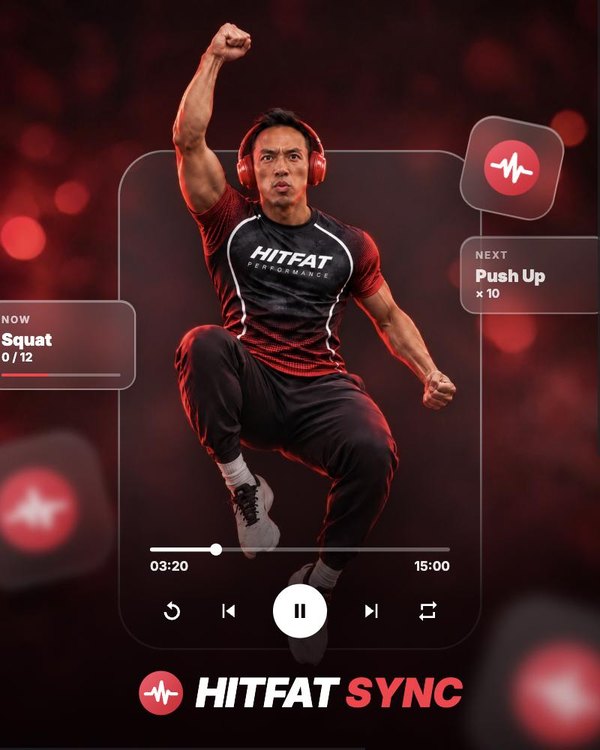 HITFAT
PERFORMANCE
NEXT
Push Up
× 10
NOW
Squat
0 / 12
03:20
15:00
HITFAT SYNC